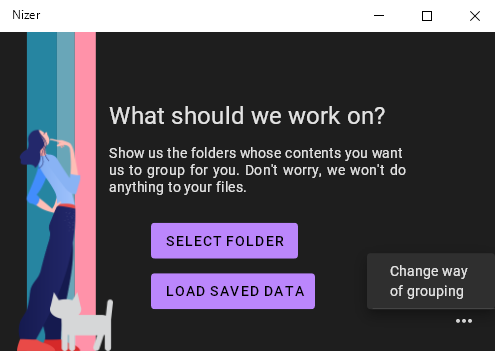 Nizer
What should we work on?
Show us the folders whose contents you want
us to group for you. Don't worry, we won't do
anything to your files.
SELECT FOLDER
LOAD SAVED DATA
Change way
of grouping